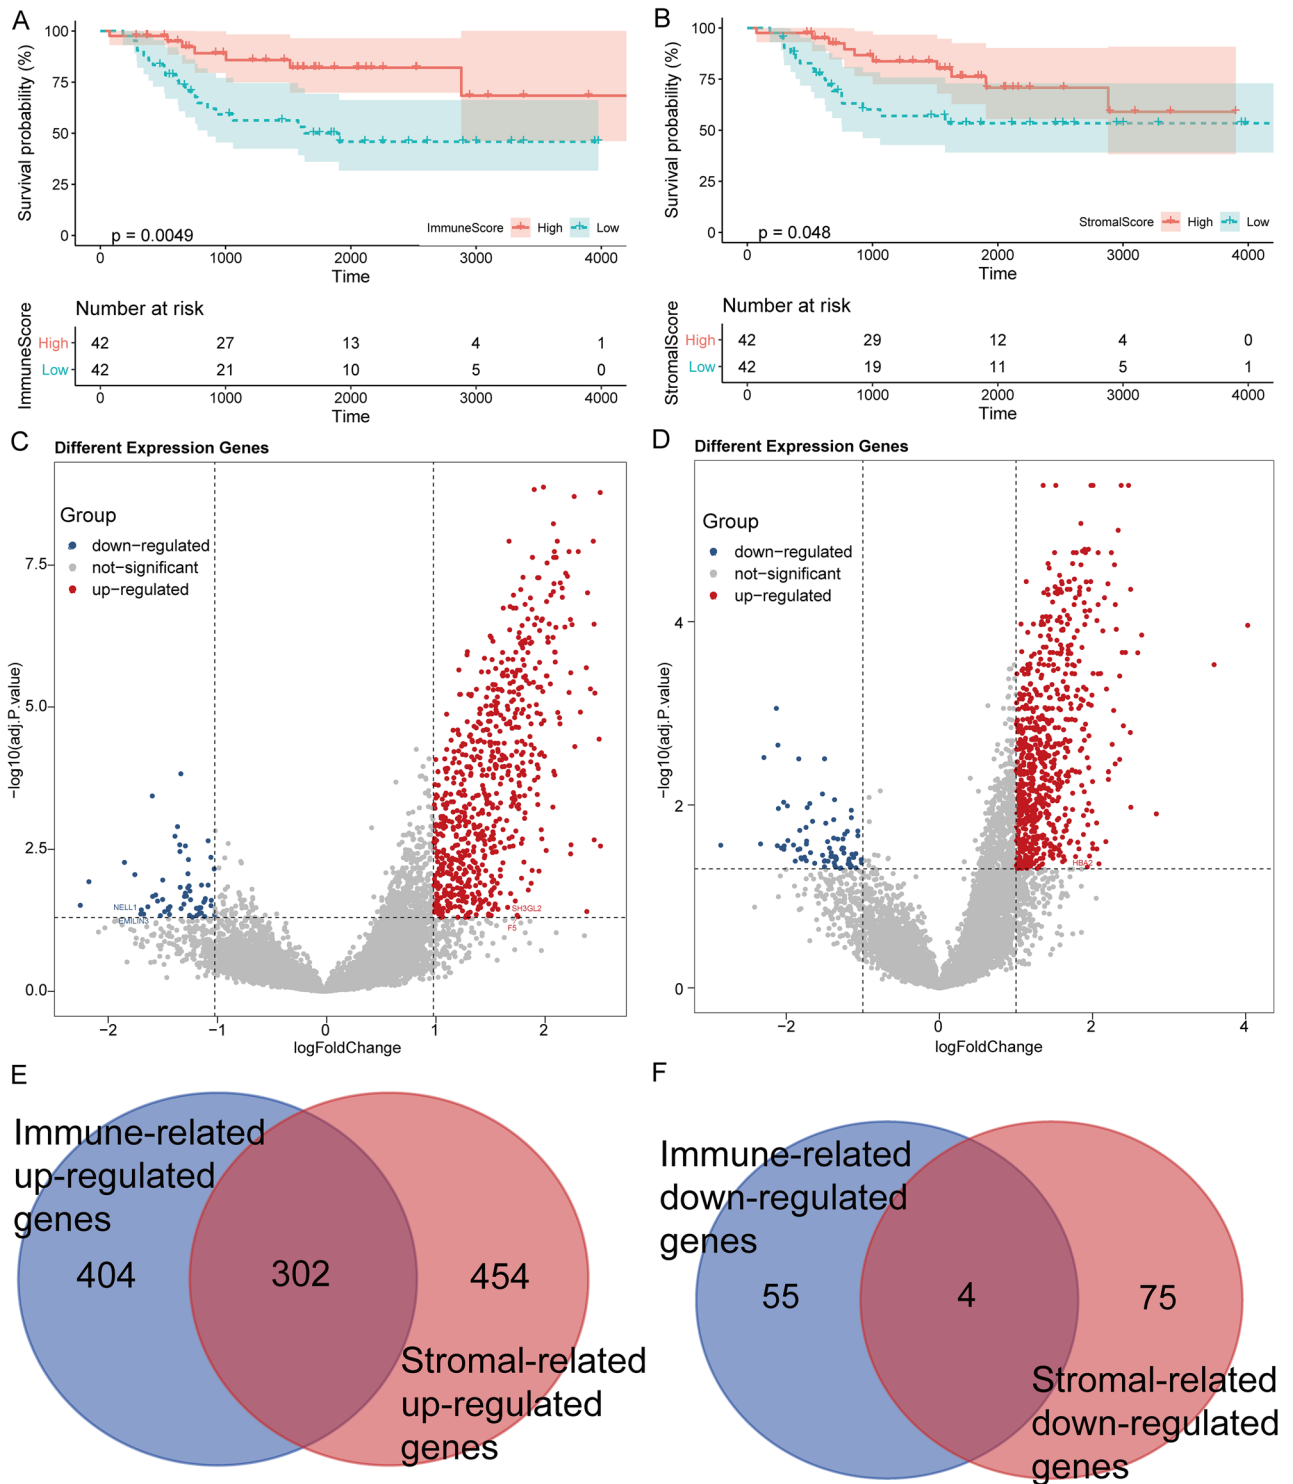 A
Survival probability (%)
100
75
50
25
0
p = 0.0049
ImmuneScore High Low
0 1000 2000 3000 4000
Time
Number at risk
ImmuneScore
High 42 27 13 4 1
Low 42 21 10 5 0
0 1000 2000 3000 4000
Time
B
Survival probability (%)
100
75
50
25
0
p = 0.048
StromalScore High Low
0 1000 2000 3000 4000
Time
Number at risk
StromalScore
High 42 29 12 4 0
Low 42 19 11 5 1
0 1000 2000 3000 4000
Time
C
Different Expression Genes
Group
down−regulated
not−significant
up−regulated
−log10(adj.P.value)
7.5
5.0
2.5
0.0
NELL1
EMILIN3
SH3GL2
F5
−2 −1 0 1 2
logFoldChange
D
Different Expression Genes
Group
down−regulated
not−significant
up−regulated
−log10(adj.P.value)
4
2
0
HBA2
−2 0 2 4
logFoldChange
E
Immune-related
up-regulated
genes
404 302 454
Stromal-related
up-regulated
genes
F
Immune-related
down-regulated
genes
55 4 75
Stromal-related
down-regulated
genes